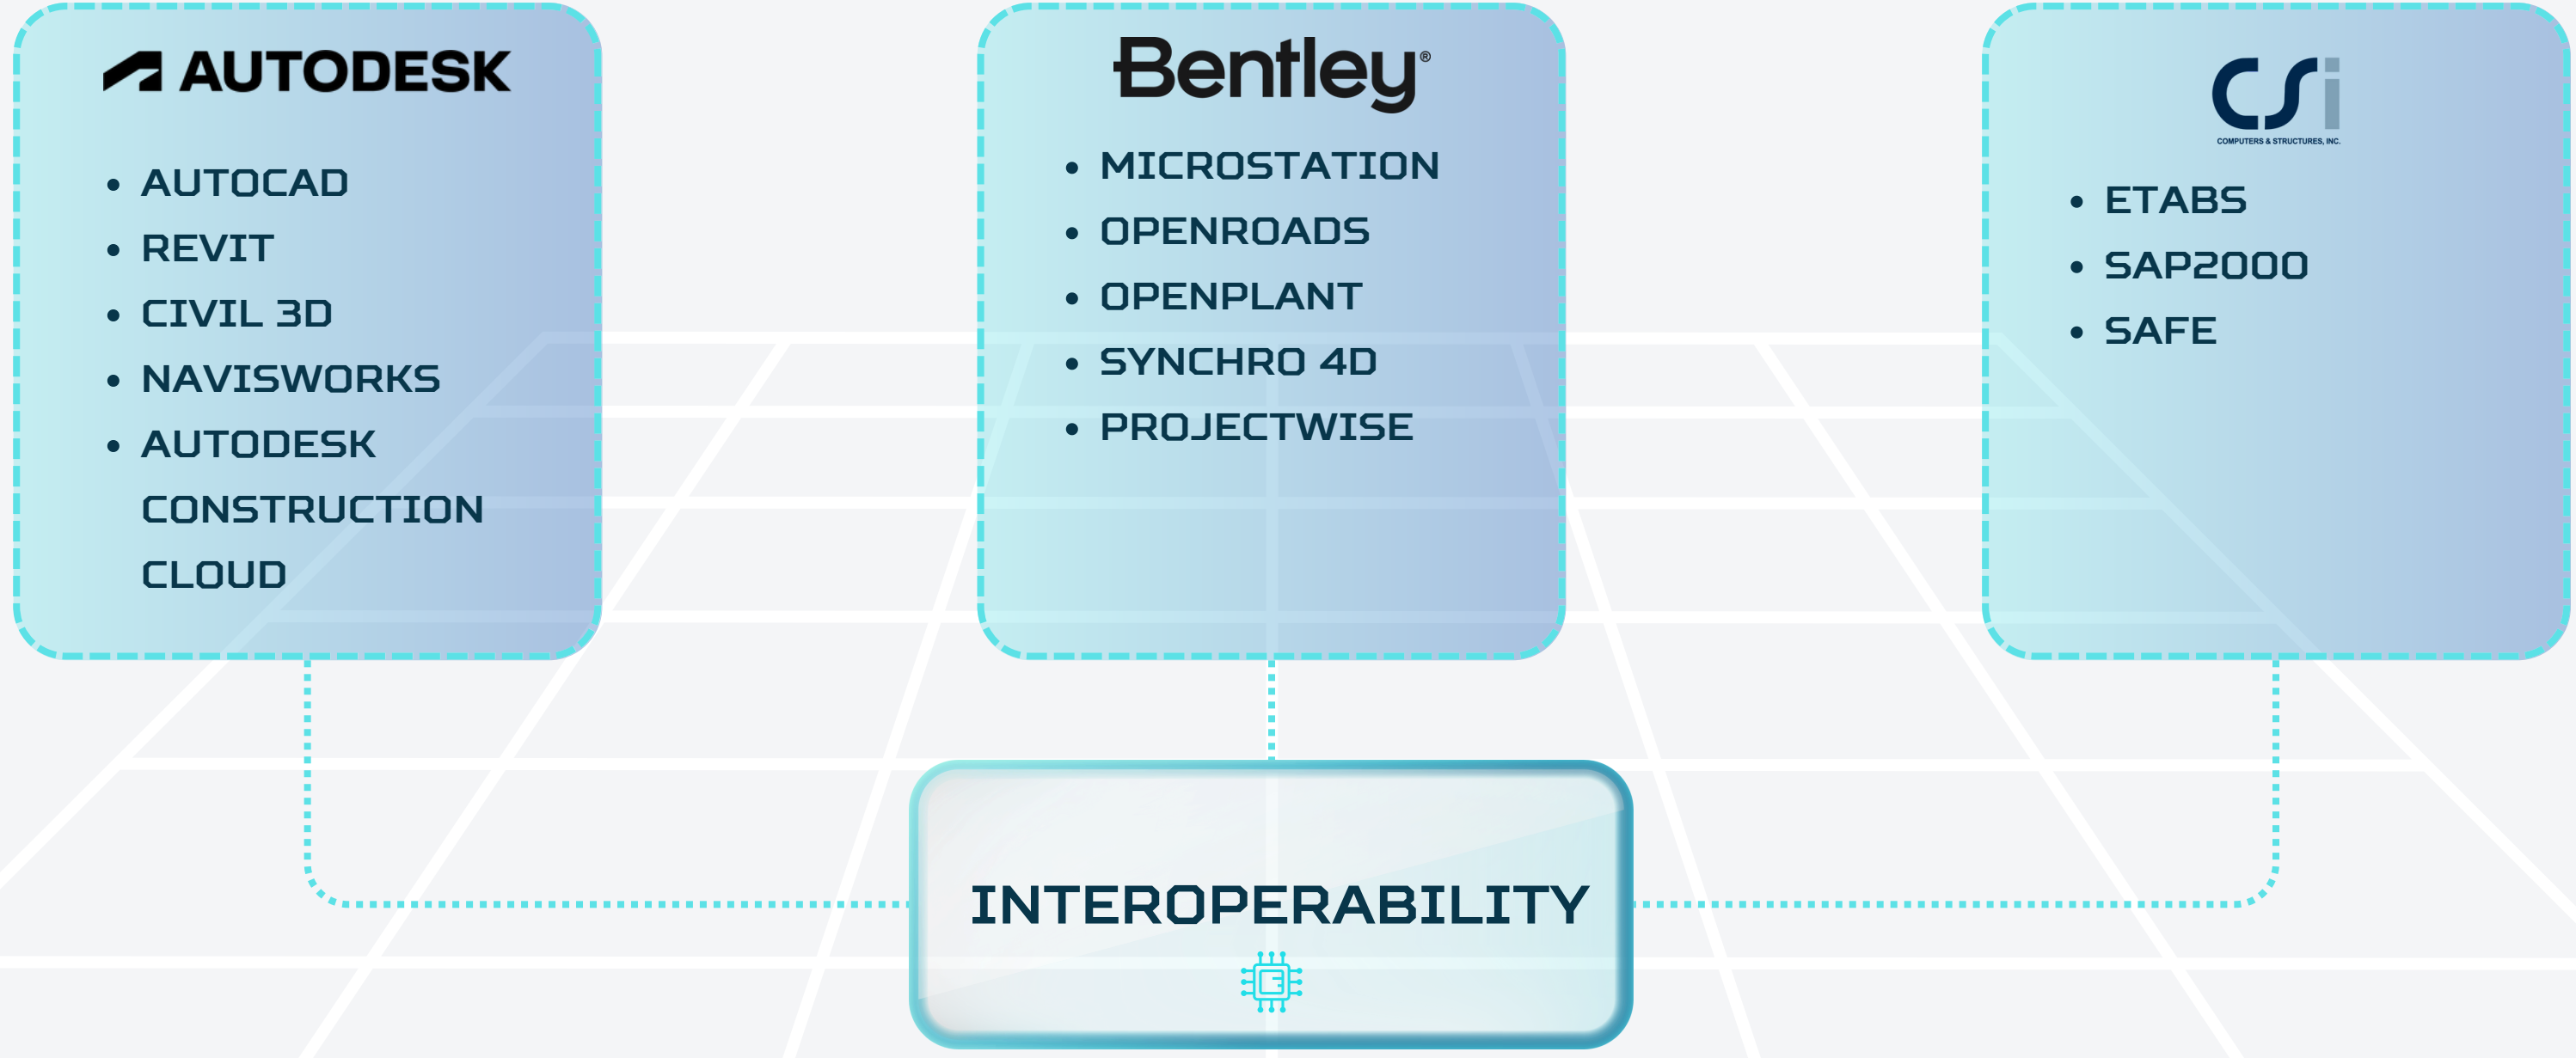 AUTODESK
AUTOCAD
REVIT
CIVIL 3D
NAVISWORKS
AUTODESK
CONSTRUCTION
CLOUD
Bentley®
MICROSTATION
OPENROADS
OPENPLANT
SYNCHRO 4D
PROJECTWISE
CSi
COMPUTERS & STRUCTURES, INC.
ETABS
SAP2000
SAFE
INTEROPERABILITY